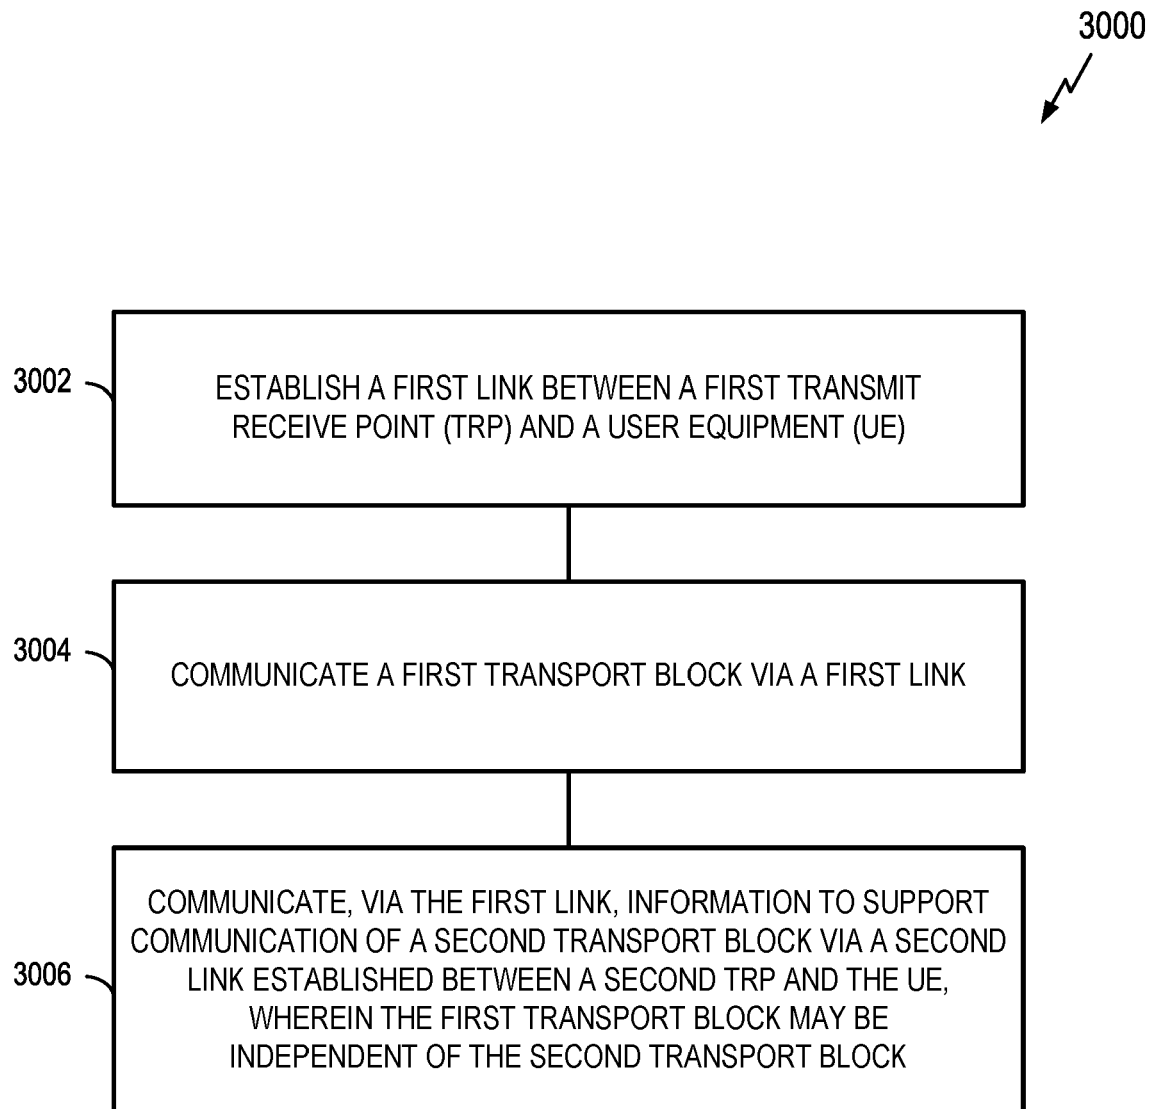 3000
3002
ESTABLISH A FIRST LINK BETWEEN A FIRST TRANSMIT
RECEIVE POINT (TRP) AND A USER EQUIPMENT (UE)
3004
COMMUNICATE A FIRST TRANSPORT BLOCK VIA A FIRST LINK
3006
COMMUNICATE, VIA THE FIRST LINK, INFORMATION TO SUPPORT
COMMUNICATION OF A SECOND TRANSPORT BLOCK VIA A SECOND
LINK ESTABLISHED BETWEEN A SECOND TRP AND THE UE,
WHEREIN THE FIRST TRANSPORT BLOCK MAY BE
INDEPENDENT OF THE SECOND TRANSPORT BLOCK